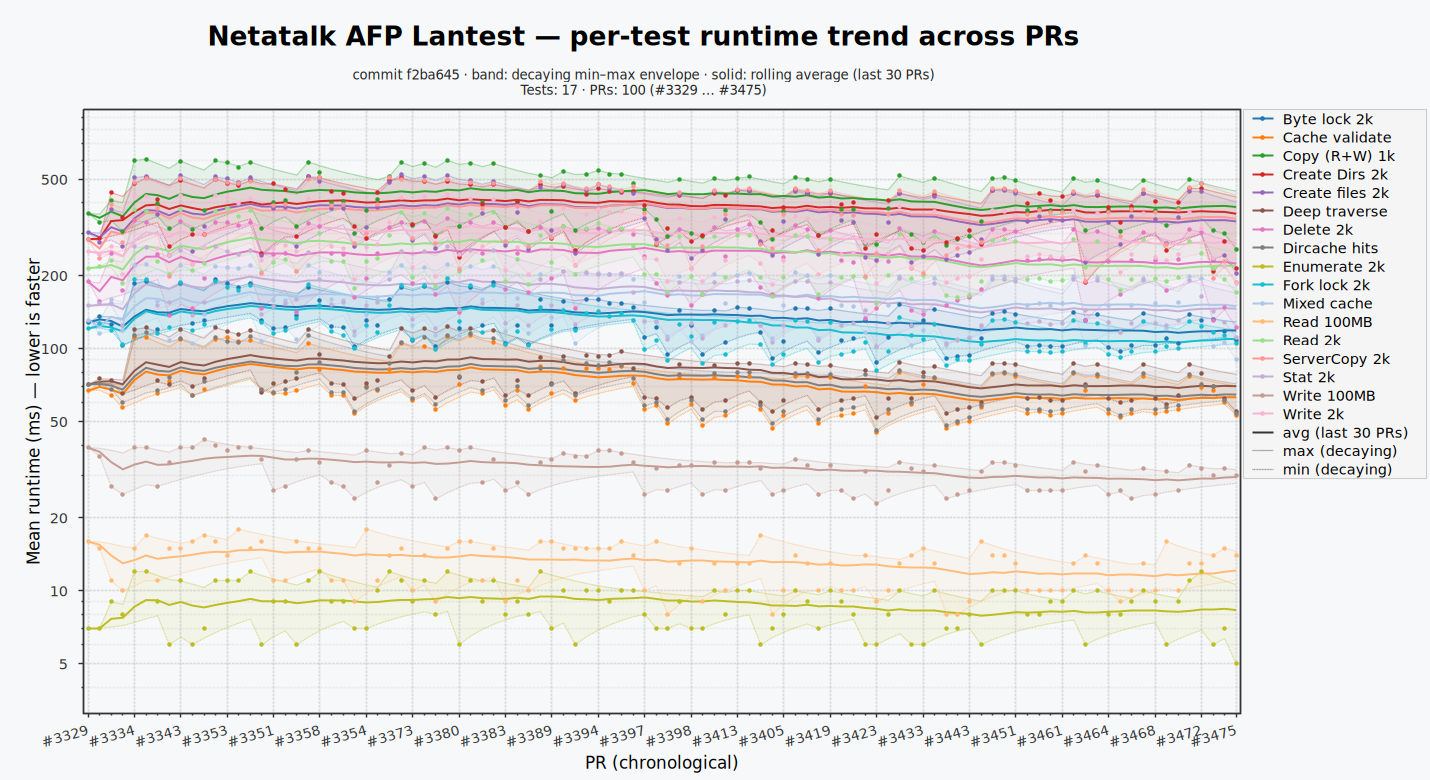 Netatalk AFP Lantest — per-test runtime trend across PRs
commit f2ba645 · band: decaying min–max envelope · solid: rolling average (last 30 PRs)
Tests: 17 · PRs: 100 (#3329 ... #3475)
Mean runtime (ms) — lower is faster
500
200
100
50
20
10
5
#3329 #3334 #3343 #3353 #3351 #3358 #3354 #3373 #3380 #3383 #3389 #3394 #3397 #3398 #3413 #3405 #3419 #3423 #3433 #3443 #3451 #3461 #3464 #3468 #3472 #3475
PR (chronological)
Byte lock 2k
Cache validate
Copy (R+W) 1k
Create Dirs 2k
Create files 2k
Deep traverse
Delete 2k
Dircache hits
Enumerate 2k
Fork lock 2k
Mixed cache
Read 100MB
Read 2k
ServerCopy 2k
Stat 2k
Write 100MB
Write 2k
avg (last 30 PRs)
max (decaying)
min (decaying)